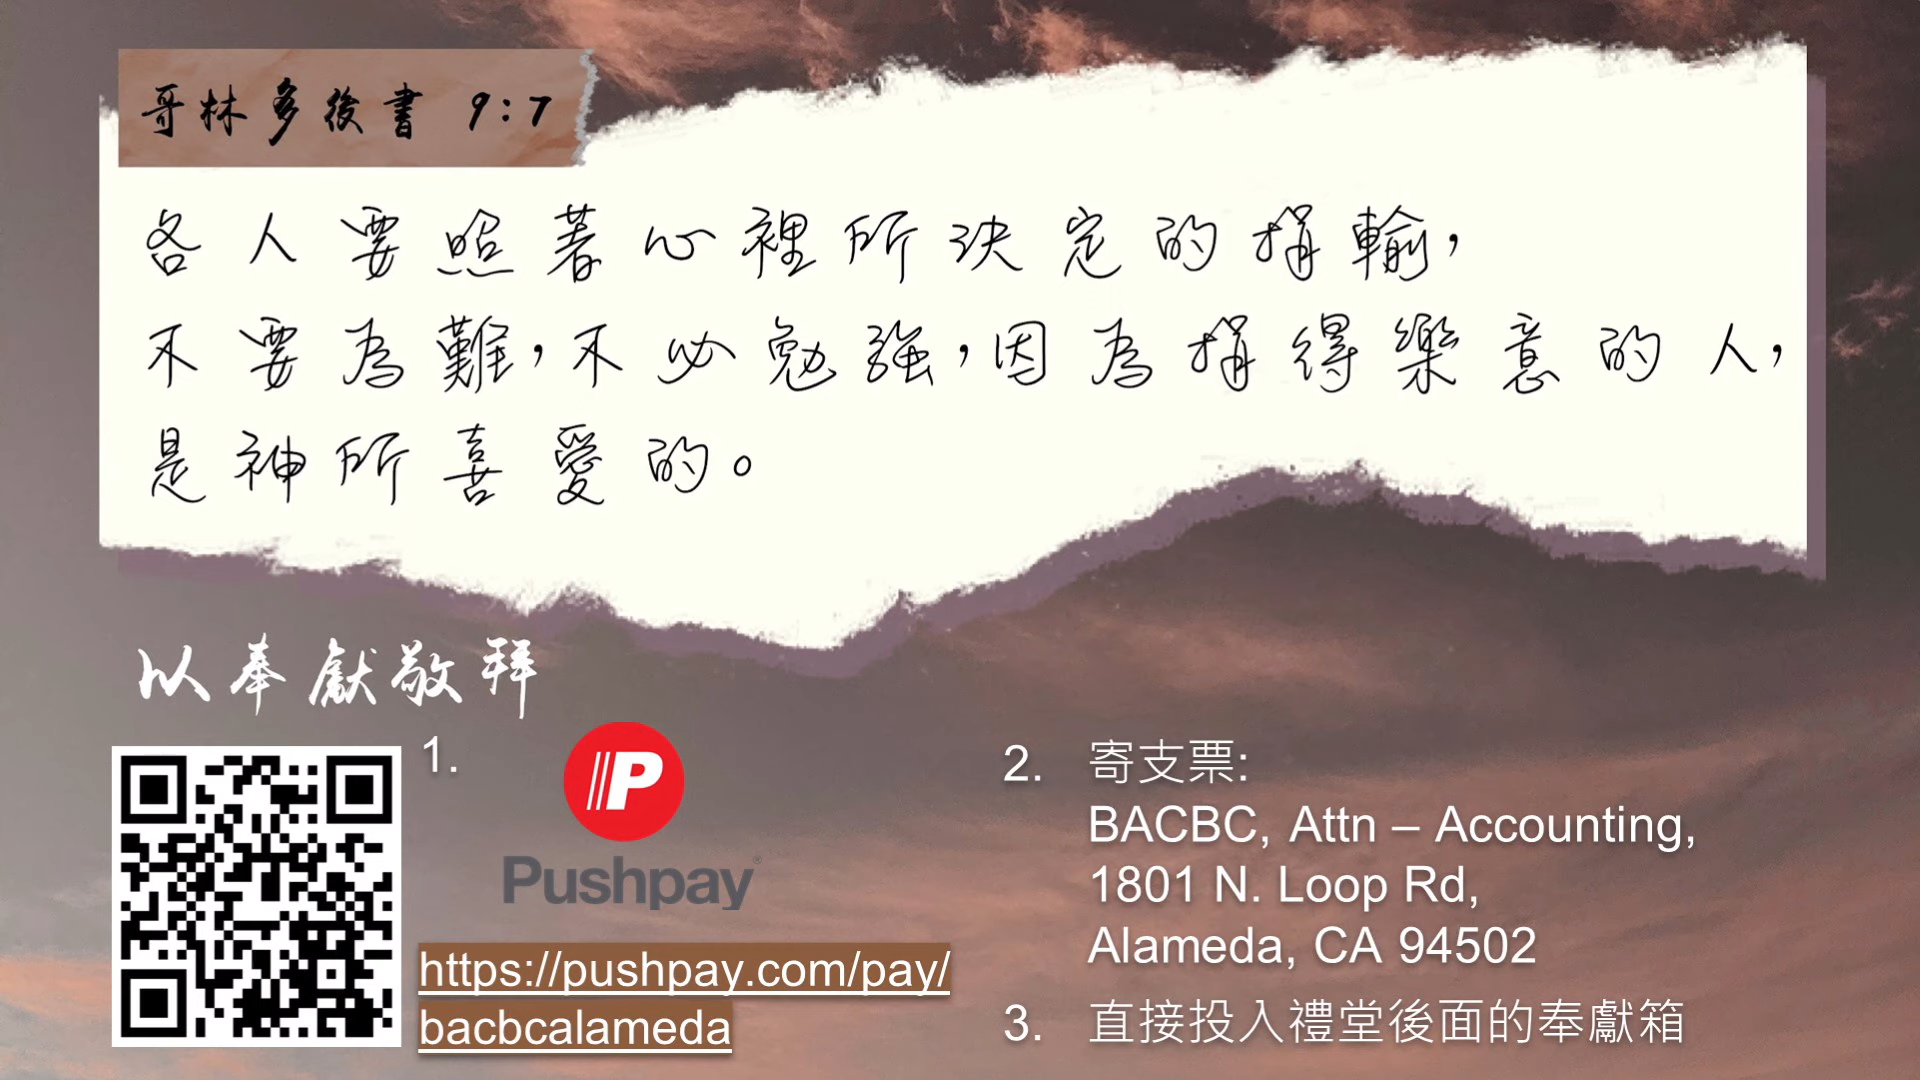 哥林多後書 9:7
各人要照著心裡所決定的捐輸，
不要為難，不必勉強，因為捐得樂意的人，
是神所喜愛的。
以奉獻敬拜
1.
P
Pushpay®
https://pushpay.com/pay/
bacbcalameda
2. 寄支票:
BACBC, Attn – Accounting,
1801 N. Loop Rd,
Alameda, CA 94502
3. 直接投入禮堂後面的奉獻箱